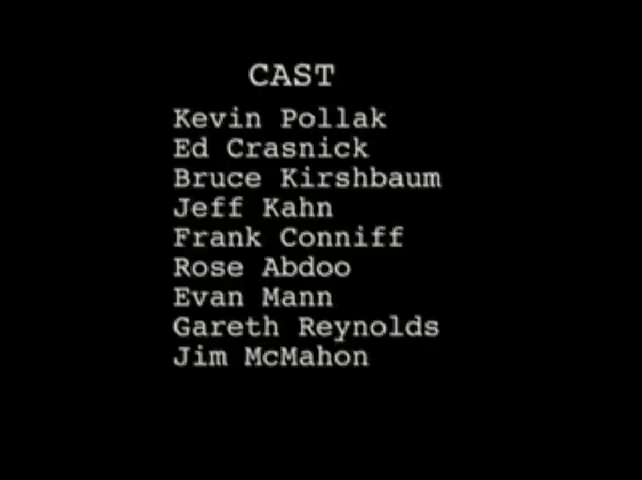 CAST
Kevin Pollak
Ed Crasnick
Bruce Kirshbaum
Jeff Kahn
Frank Conniff
Rose Abdoo
Evan Mann
Gareth Reynolds
Jim McMahon